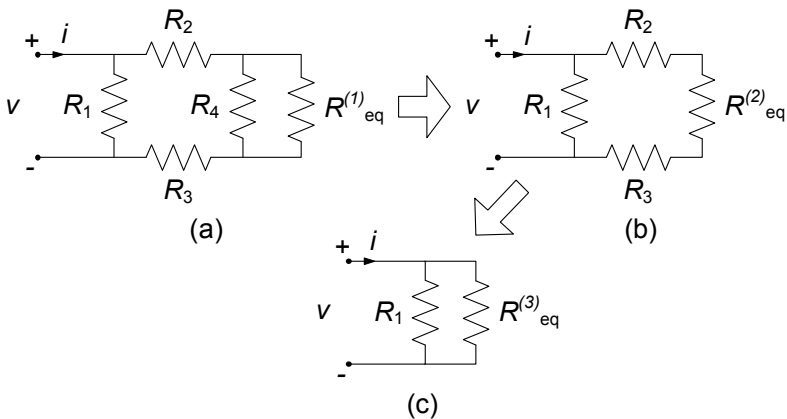 + i R2
v R1 R4 R(1)eq
- R3
(a)
+ i R2
v R1 R(2)eq
- R3
(b)
+ i
v R1 R(3)eq
-
(c)